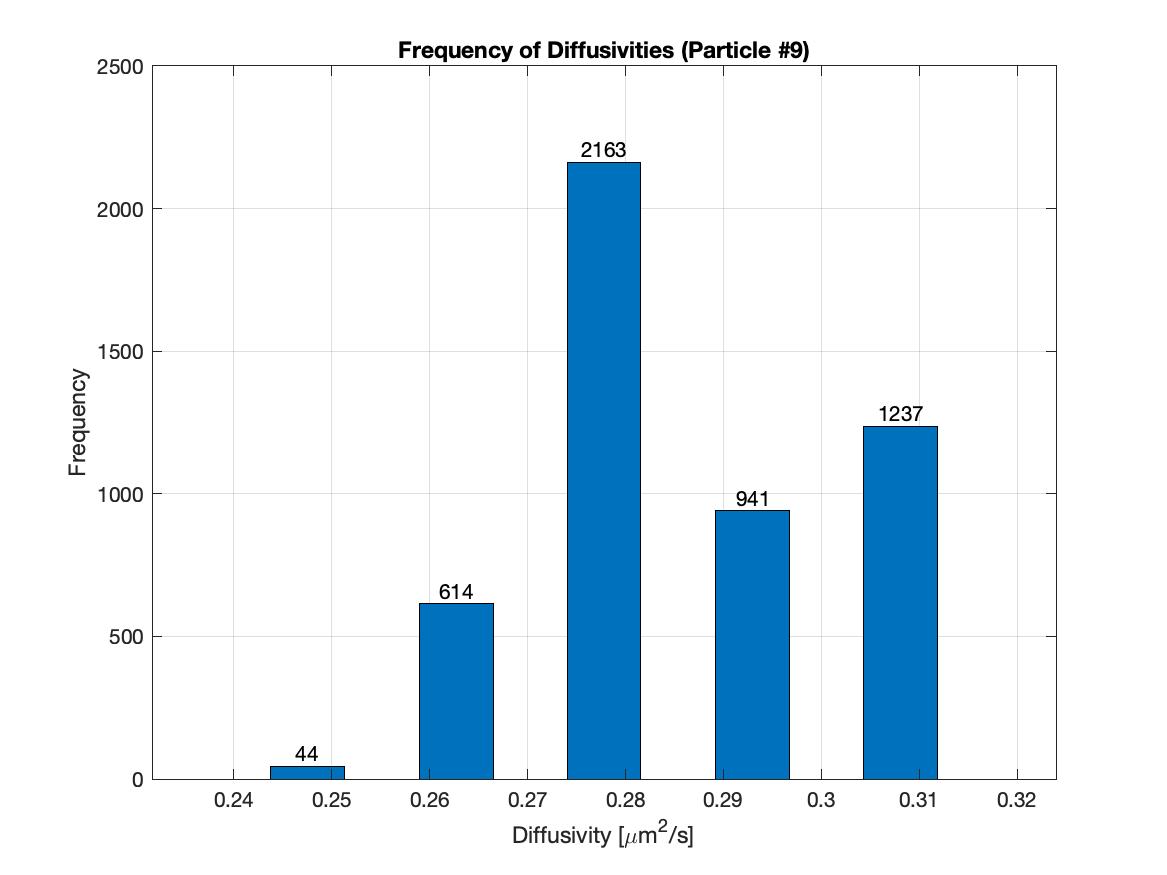 Frequency of Diffusivities (Particle #9)
2500
2000
1500
1000
500
0
Frequency
44
614
2163
941
1237
0.24 0.25 0.26 0.27 0.28 0.29 0.3 0.31 0.32
Diffusivity [μm²/s]